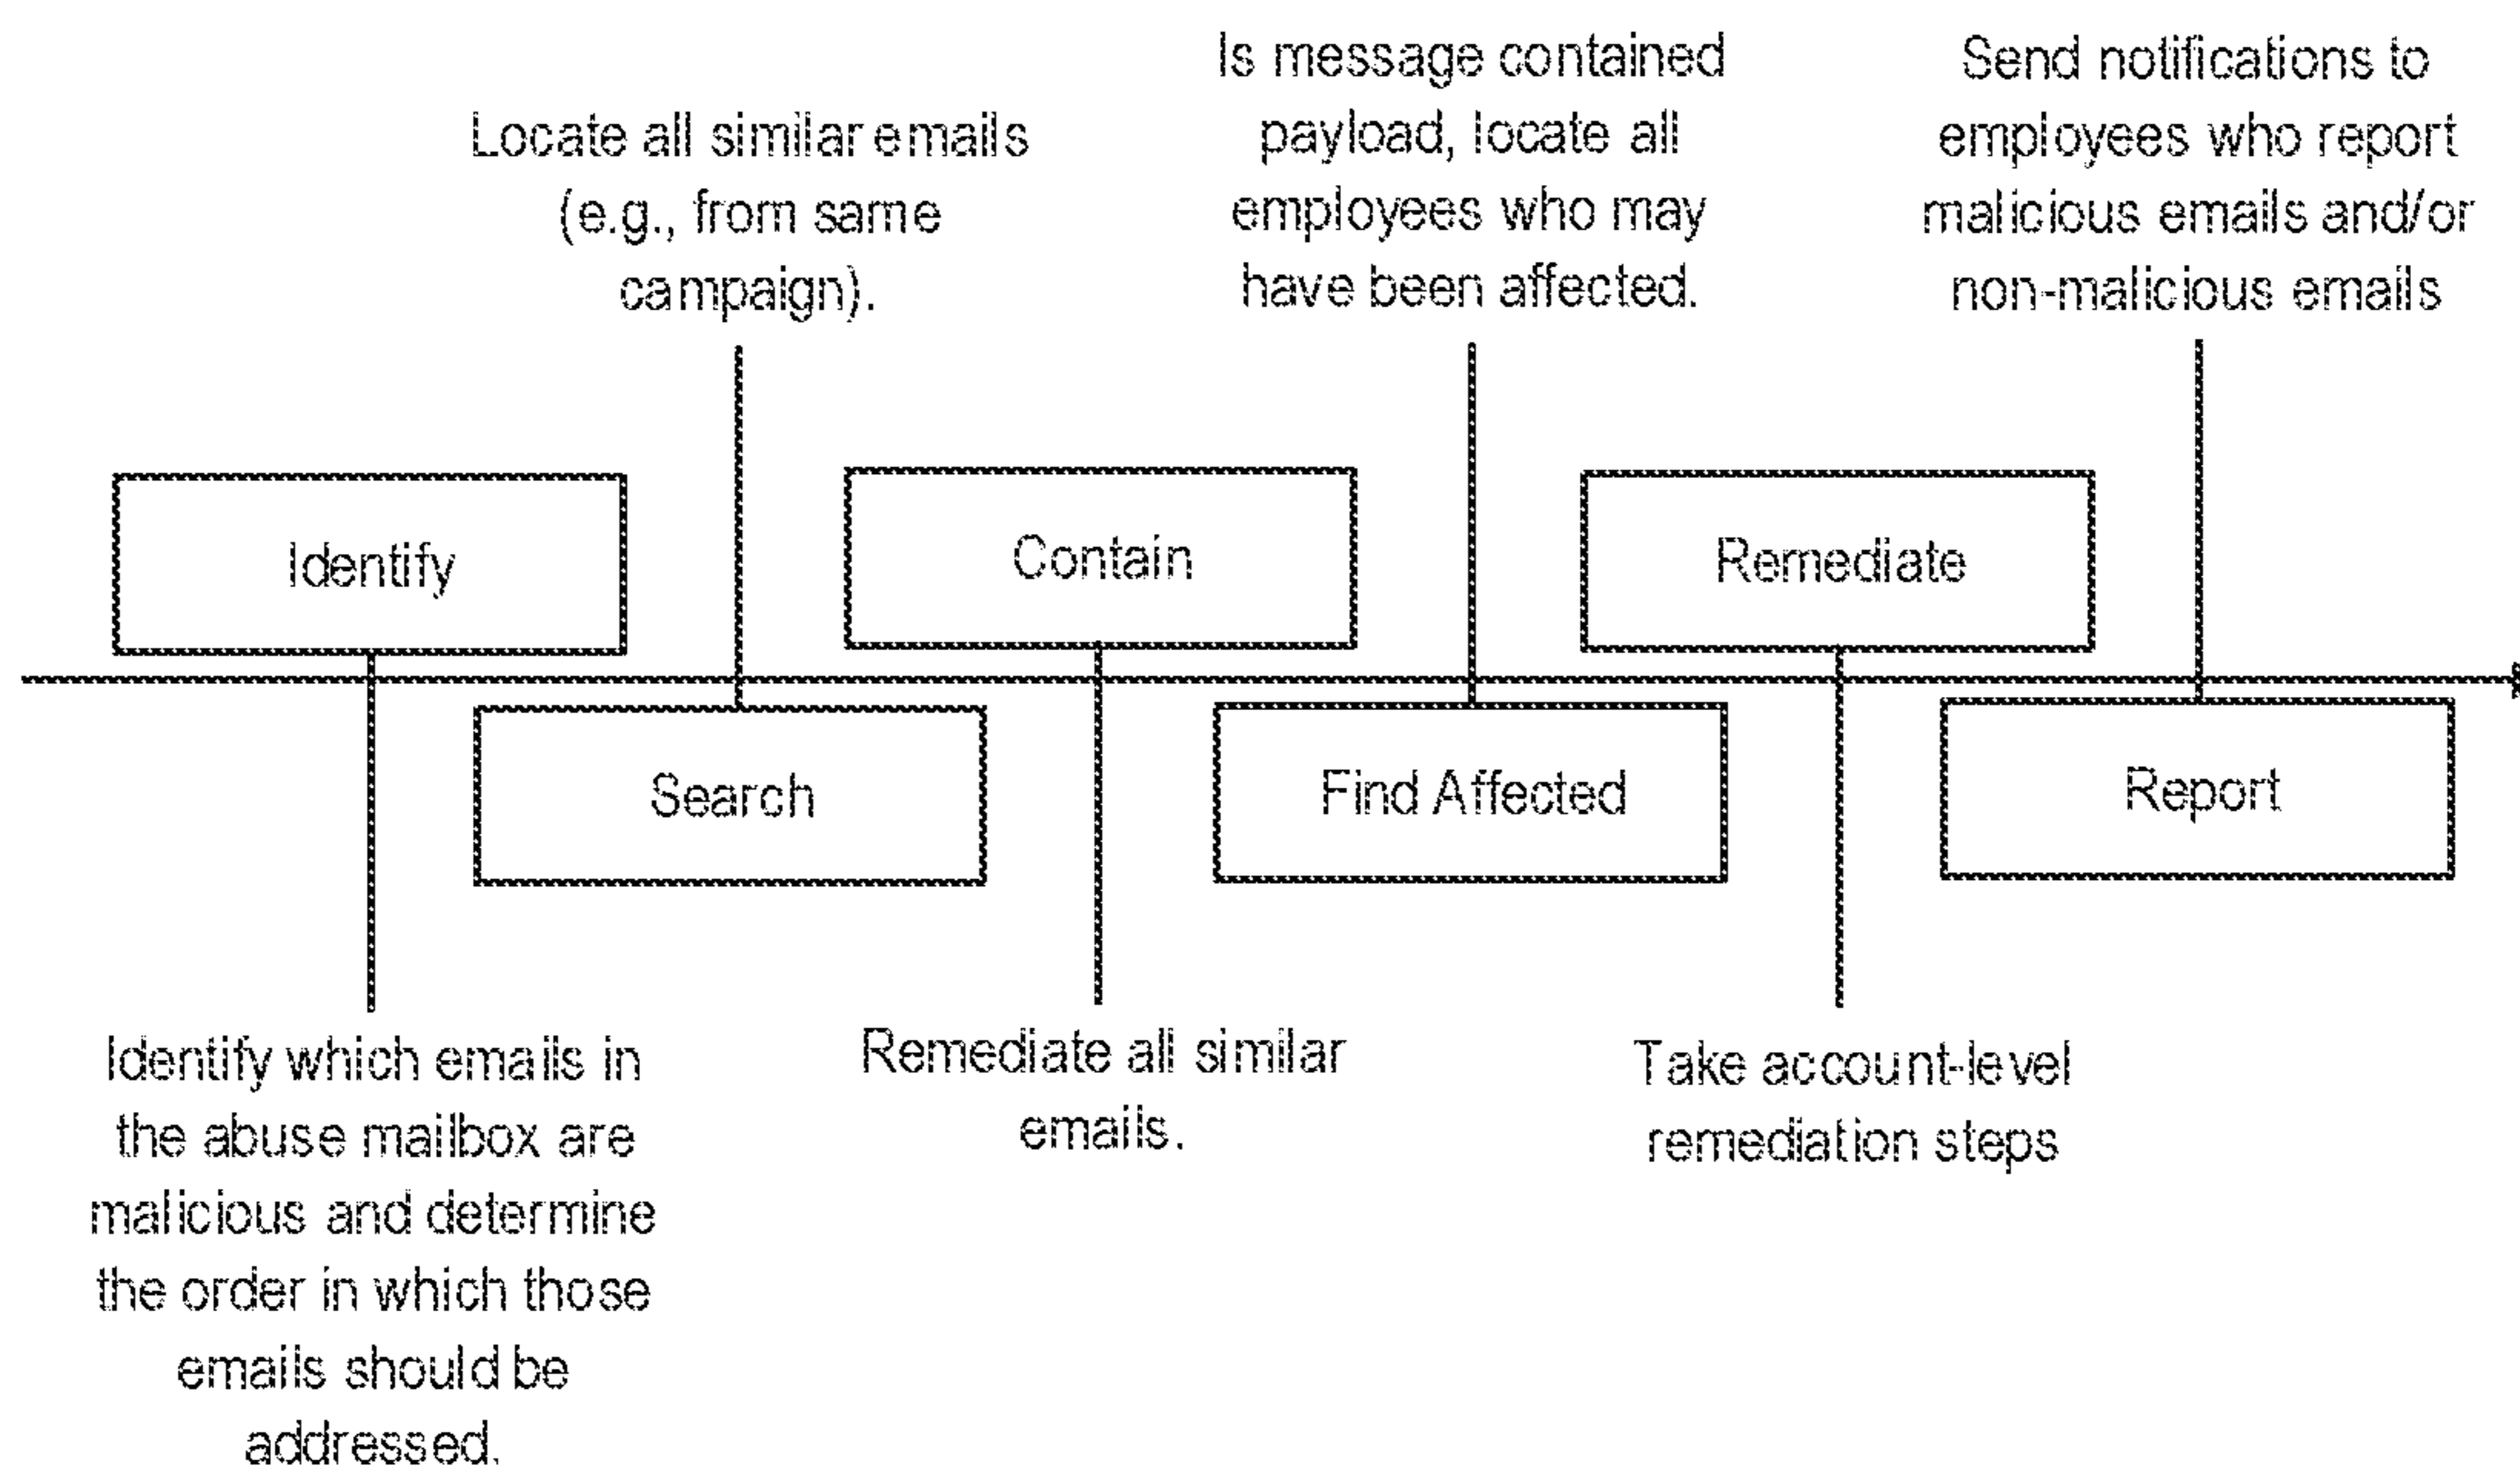 Locate all similar emails
(e.g., from same
campaign).
Is message contained
payload, locate all
employees who may
have been affected.
Send notifications to
employees who report
malicious emails and/or
non-malicious emails
Identify
Contain
Remediate
Search
Find Affected
Report
Identify which emails in
the abuse mailbox are
malicious and determine
the order in which those
emails should be
addressed.
Remediate all similar
emails.
Take account-level
remediation steps